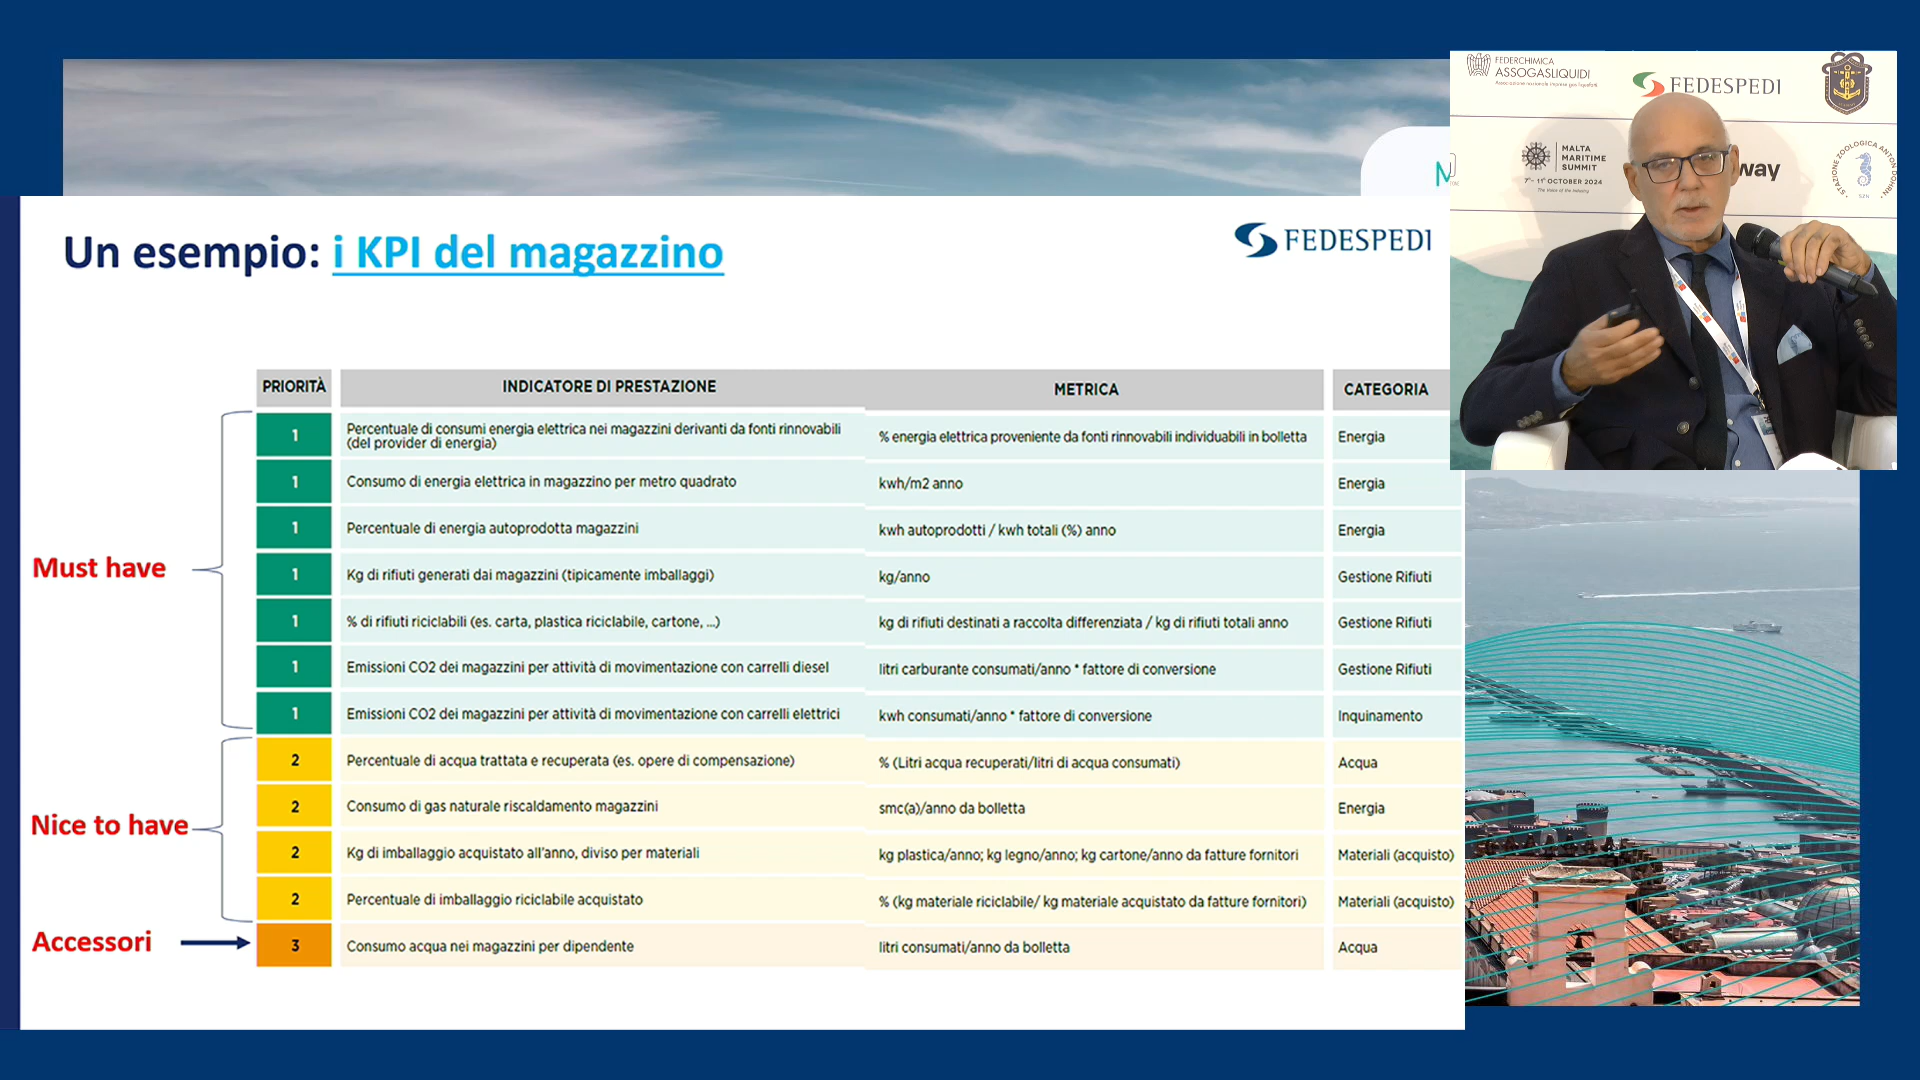 FEDERCHIMICA
ASSOGASLIQUIDI
FEDESPEDI
MALTA
MARITIME
SUMMIT
7th - 11th OCTOBER 2024
way
STAZIONE ZOOLOGICA ANTON DOHRN
SZN
Un esempio: i KPI del magazzino
FEDESPEDI
PRIORITÀ INDICATORE DI PRESTAZIONE METRICA CATEGORIA
1 Percentuale di consumi energia elettrica nei magazzini derivanti da fonti rinnovabili
(del provider di energia) % energia elettrica proveniente da fonti rinnovabili individuabili in bolletta Energia
1 Consumo di energia elettrica in magazzino per metro quadrato kwh/m2 anno Energia
1 Percentuale di energia autoprodotta magazzini kwh autoprodotti / kwh totali (%) anno Energia
Must have
1 Kg di rifiuti generati dai magazzini (tipicamente imballaggi) kg/anno Gestione Rifiuti
1 % di rifiuti riciclabili (es. carta, plastica riciclabile, cartone, ...) kg di rifiuti destinati a raccolta differenziata / kg di rifiuti totali anno Gestione Rifiuti
1 Emissioni CO2 dei magazzini per attività di movimentazione con carrelli diesel litri carburante consumati/anno * fattore di conversione Gestione Rifiuti
1 Emissioni CO2 dei magazzini per attività di movimentazione con carrelli elettrici kwh consumati/anno * fattore di conversione Inquinamento
2 Percentuale di acqua trattata e recuperata (es. opere di compensazione) % (Litri acqua recuperati/litri di acqua consumati) Acqua
2 Consumo di gas naturale riscaldamento magazzini smc(a)/anno da bolletta Energia
Nice to have
2 Kg di imballaggio acquistato all'anno, diviso per materiali kg plastica/anno; kg legno/anno; kg cartone/anno da fatture fornitori Materiali (acquisto)
2 Percentuale di imballaggio riciclabile acquistato % (kg materiale riciclabile/ kg materiale acquistato da fatture fornitori) Materiali (acquisto)
Accessori
3 Consumo acqua nei magazzini per dipendente litri consumati/anno da bolletta Acqua